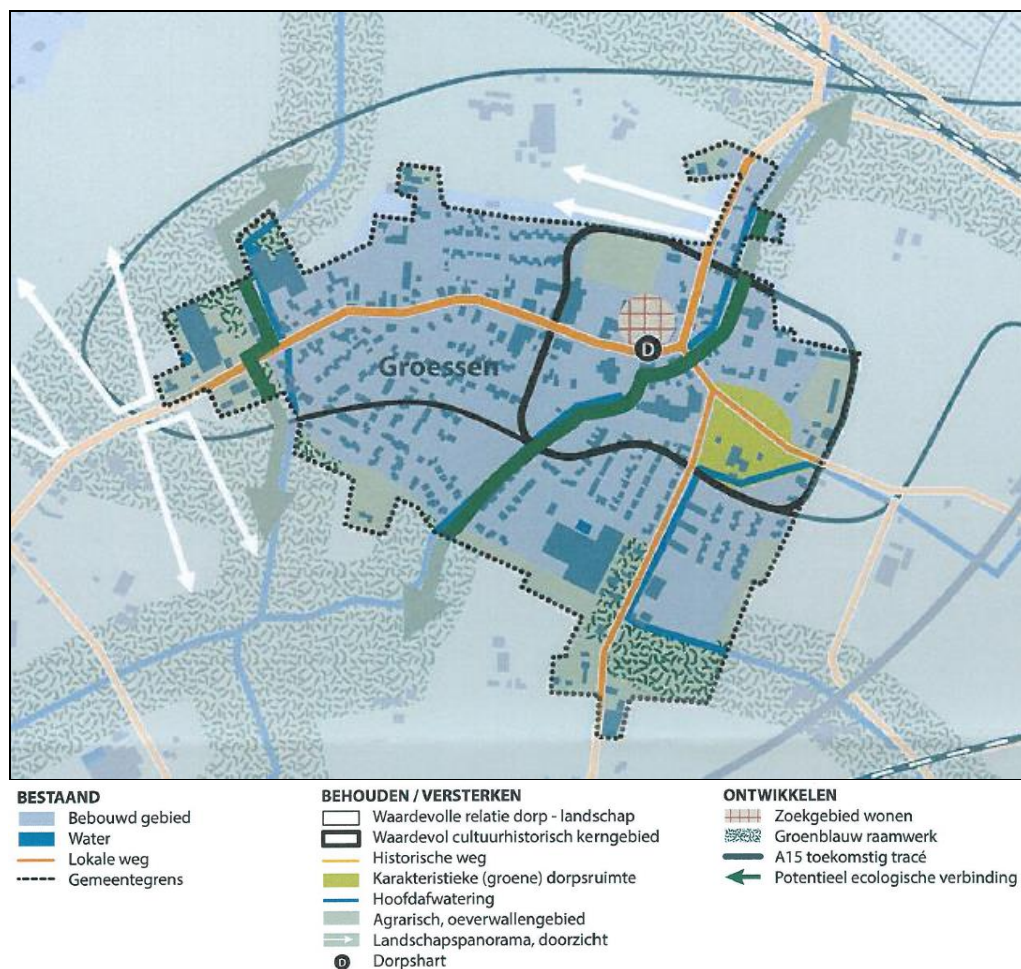 D
Groessen
BESTAAND
Bebouwd gebied
Water
Lokale weg
Gemeentegrens
BEHOUDEN / VERSTERKEN
Waardevolle relatie dorp - landschap
Waardevol cultuurhistorisch kerngebied
Historische weg
Karakteristieke (groene) dorpsruimte
Hoofdafwatering
Agrarisch, oeverwallengebied
Landschapspanorama, doorzicht
D Dorpshart
ONTWIKKELEN
Zoekgebied wonen
Groenblauw raamwerk
A15 toekomstig tracé
Potentieel ecologische verbinding